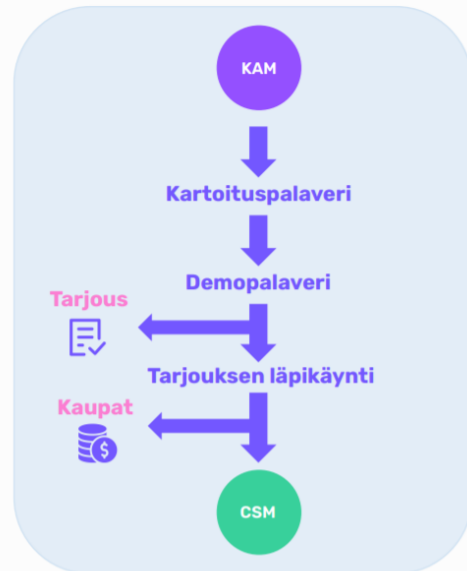 KAM
Kartoituspalaveri
Demopalaveri
Tarjous
Tarjouksen läpikäynti
Kaupat
$
CSM